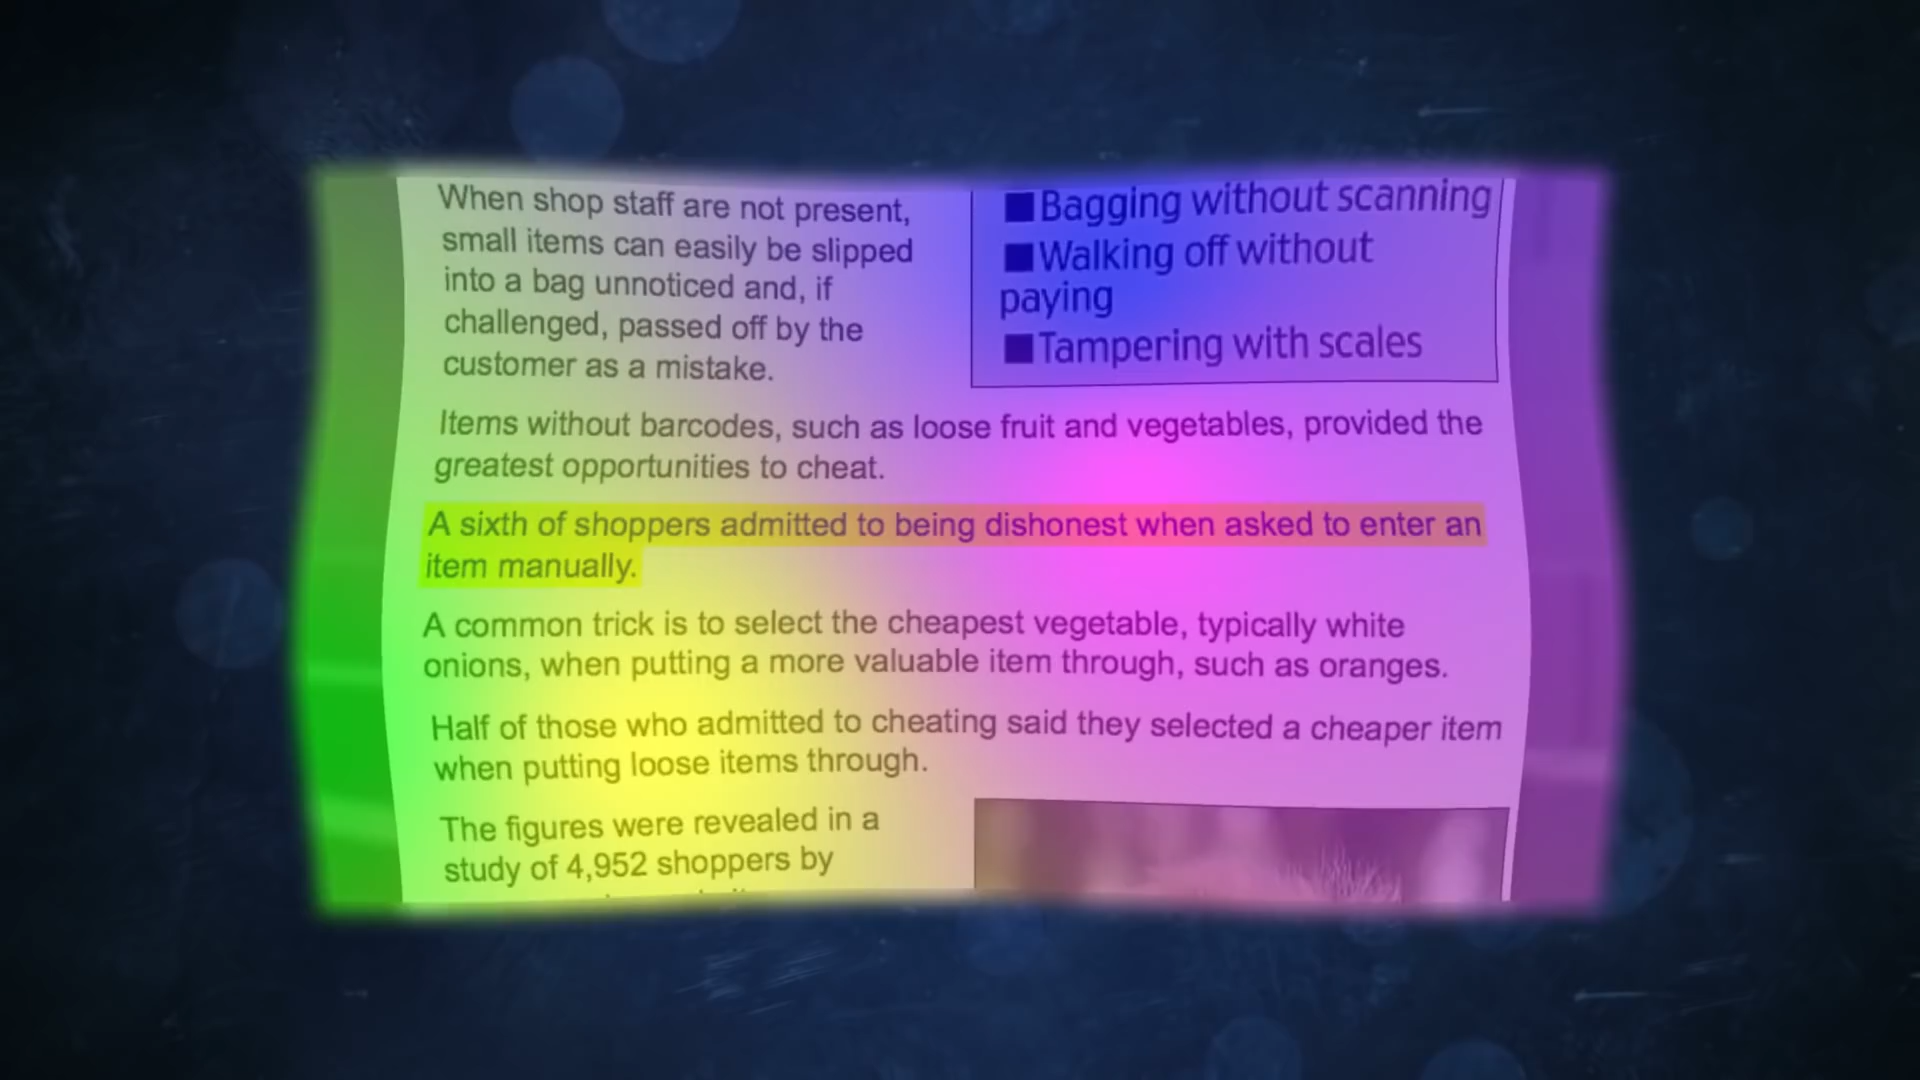 When shop staff are not present,
small items can easily be slipped
into a bag unnoticed and, if
challenged, passed off by the
customer as a mistake.
■ Bagging without scanning
■ Walking off without
paying
■ Tampering with scales
Items without barcodes, such as loose fruit and vegetables, provided the
greatest opportunities to cheat.
A sixth of shoppers admitted to being dishonest when asked to enter an
item manually.
A common trick is to select the cheapest vegetable, typically white
onions, when putting a more valuable item through, such as oranges.
Half of those who admitted to cheating said they selected a cheaper item
when putting loose items through.
The figures were revealed in a
study of 4,952 shoppers by